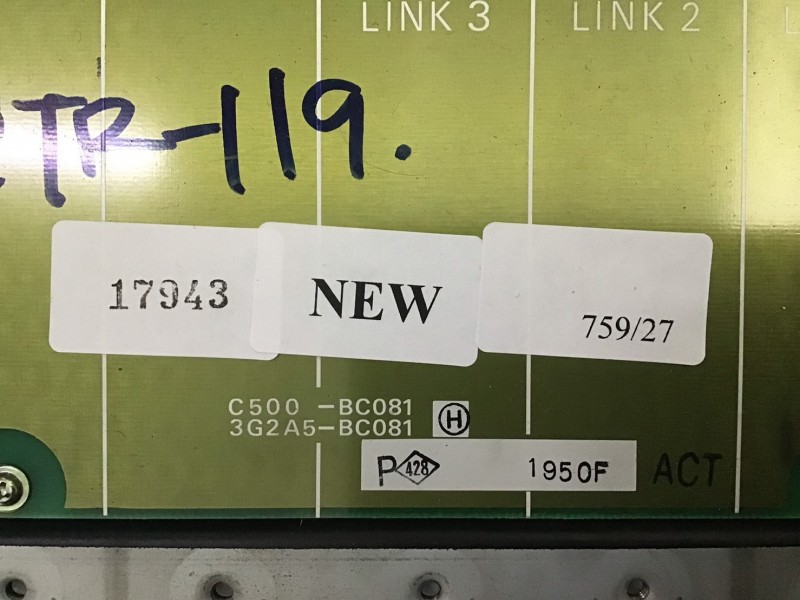 LINK 3
LINK 2
TR-119.
17943
NEW
759/27
C500 -BC081
3G2A5-BC081
H
P 428
1950F
ACT